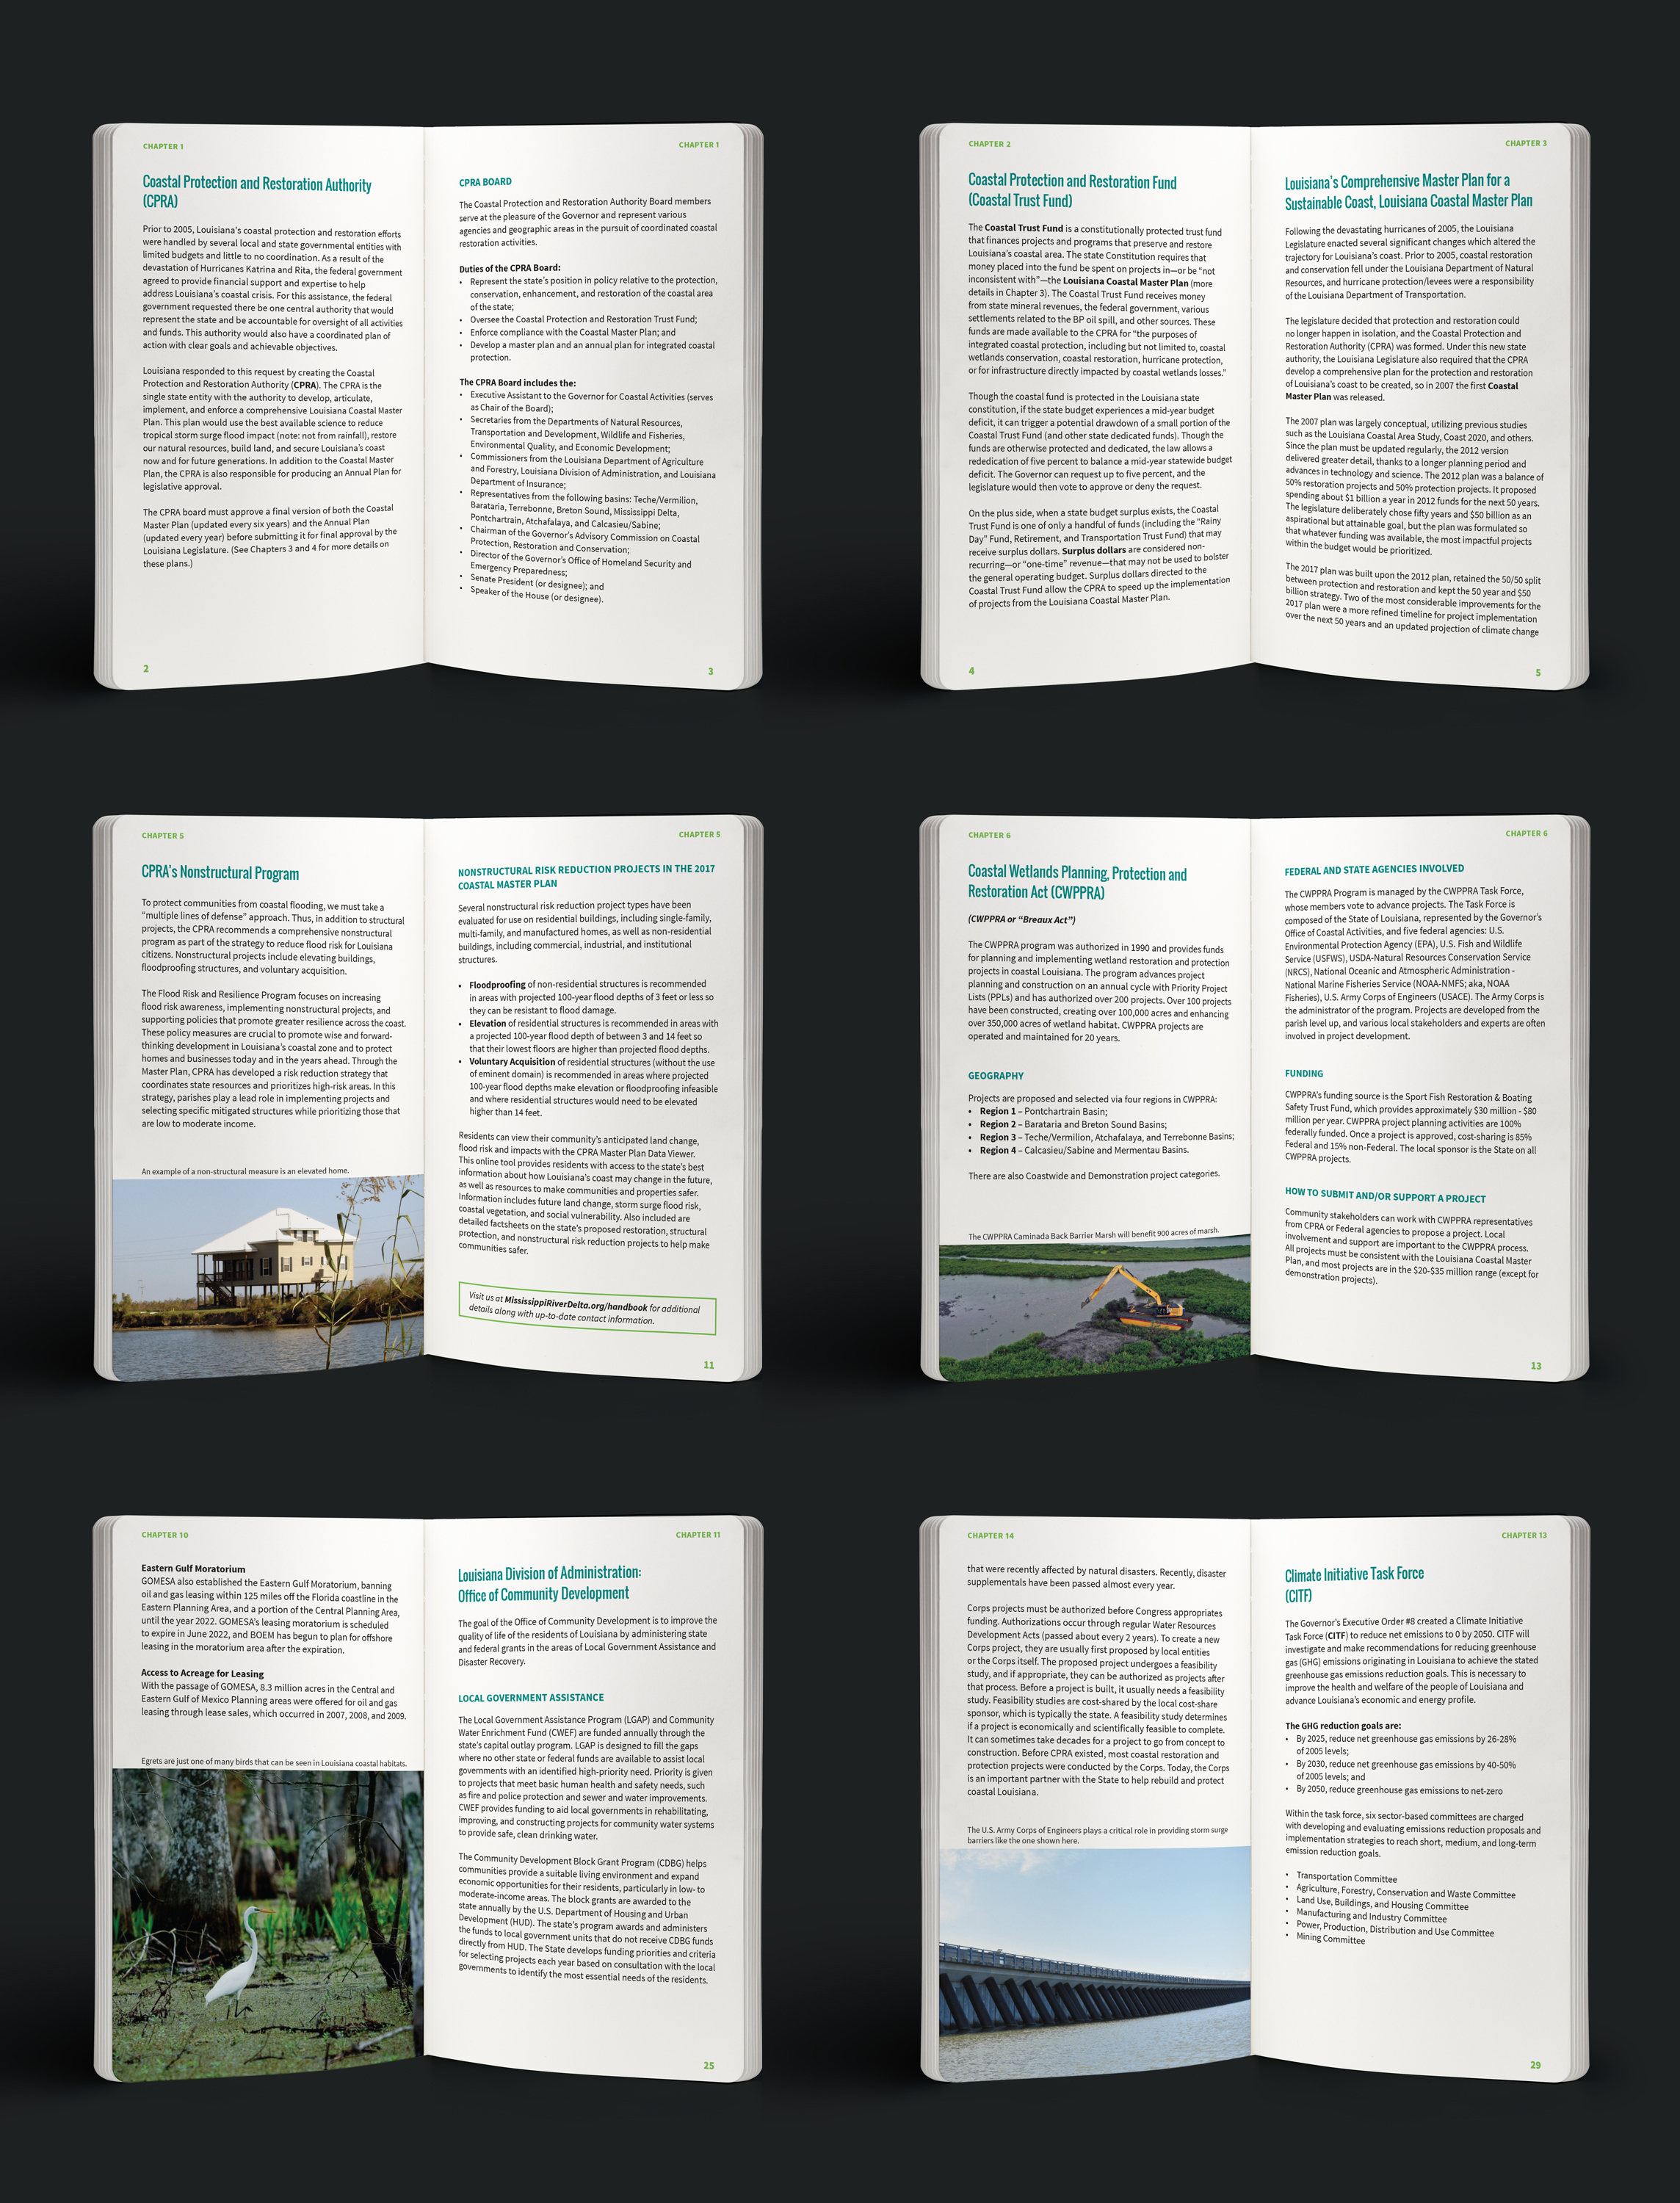 CHAPTER 1
Coastal Protection and Restoration Authority
(CPRA)
Prior to 2005, Louisiana's coastal protection and restoration efforts
were handled by several local and state governmental entities with
limited budgets and little to no coordination. As a result of the
devastation of Hurricanes Katrina and Rita, the federal government
agreed to provide financial support and expertise to help
address Louisiana's coastal crisis. For this assistance, the federal
government requested there be one central authority that would
represent the state and be accountable for oversight of all activities
and funds. This authority would also have a coordinated plan of
action with clear goals and achievable objectives.
Louisiana responded to this request by creating the Coastal
Protection and Restoration Authority (CPRA). The CPRA is the
single state entity with the authority to develop, articulate,
implement, and enforce a comprehensive Louisiana Coastal Master
Plan. This plan would use the best available science to reduce
tropical storm surge flood impact (note: not from rainfall), restore
our natural resources, build land, and secure Louisiana's coast
now and for future generations. In addition to the Coastal Master
Plan, the CPRA is also responsible for producing an Annual Plan for
legislative approval.
The CPRA board must approve a final version of both the Coastal
Master Plan (updated every six years) and the Annual Plan
(updated every year) before submitting it for final approval by the
Louisiana Legislature. (See Chapters 3 and 4 for more details on
these plans.)
2
CHAPTER 1
CPRA BOARD
The Coastal Protection and Restoration Authority Board members
serve at the pleasure of the Governor and represent various
agencies and geographic areas in the pursuit of coordinated coastal
restoration activities.
Duties of the CPRA Board:
• Represent the state's position in policy relative to the protection,
conservation, enhancement, and restoration of the coastal area
of the state;
• Oversee the Coastal Protection and Restoration Trust Fund;
• Enforce compliance with the Coastal Master Plan; and
• Develop a master plan and an annual plan for integrated coastal
protection.
The CPRA Board includes the:
• Executive Assistant to the Governor for Coastal Activities (serves
as Chair of the Board);
• Secretaries from the Departments of Natural Resources,
Transportation and Development, Wildlife and Fisheries,
Environmental Quality, and Economic Development;
• Commissioners from the Louisiana Department of Agriculture
and Forestry, Louisiana Division of Administration, and Louisiana
Department of Insurance;
• Representatives from the following basins: Teche/Vermilion,
Barataria, Terrebonne, Breton Sound, Mississippi Delta,
Pontchartrain, Atchafalaya, and Calcasieu/Sabine;
• Chairman of the Governor's Advisory Commission on Coastal
Protection, Restoration and Conservation;
• Director of the Governor's Office of Homeland Security and
Emergency Preparedness;
• Senate President (or designee); and
• Speaker of the House (or designee).
3
CHAPTER 2
Coastal Protection and Restoration Fund
(Coastal Trust Fund)
The Coastal Trust Fund is a constitutionally protected trust fund
that finances projects and programs that preserve and restore
Louisiana's coastal area. The state Constitution requires that
money placed into the fund be spent on projects in—or be "not
inconsistent with"—the Louisiana Coastal Master Plan (more
details in Chapter 3). The Coastal Trust Fund receives money
from state mineral revenues, the federal government, various
settlements related to the BP oil spill, and other sources. These
funds are made available to the CPRA for "the purposes of
integrated coastal protection, including but not limited to, coastal
wetlands conservation, coastal restoration, hurricane protection,
or for infrastructure directly impacted by coastal wetlands losses."
Though the coastal fund is protected in the Louisiana state
constitution, if the state budget experiences a mid-year budget
deficit, it can trigger a potential drawdown of a small portion of the
Coastal Trust Fund (and other state dedicated funds). Though the
funds are otherwise protected and dedicated, the law allows a
rededication of five percent to balance a mid-year statewide budget
deficit. The Governor can request up to five percent, and the
legislature would then vote to approve or deny the request.
On the plus side, when a state budget surplus exists, the Coastal
Trust Fund is one of only a handful of funds (including the "Rainy
Day" Fund, Retirement, and Transportation Trust Fund) that may
receive surplus dollars. Surplus dollars are considered non-
recurring—or "one-time" revenue—that may not be used to bolster
the general operating budget. Surplus dollars directed to the
Coastal Trust Fund allow the CPRA to speed up the implementation
of projects from the Louisiana Coastal Master Plan.
4
CHAPTER 3
Louisiana's Comprehensive Master Plan for a
Sustainable Coast, Louisiana Coastal Master Plan
Following the devastating hurricanes of 2005, the Louisiana
Legislature enacted several significant changes which altered the
trajectory for Louisiana. Prior to 2005, coastal restoration
and conservation fell under the Louisiana Department of Natural
Resources, and hurricane protection/levees were a responsibility
of the Louisiana Department of Transportation.
The legislature decided that protection and restoration could
no longer happen in isolation, and the Coastal Protection and
Restoration Authority (CPRA) was formed. Under this new state
authority, the Louisiana Legislature also required that the CPRA
develop a comprehensive plan for the protection and restoration
of Louisiana's coast to be created, so in 2007 the first Coastal
Master Plan was released.
The 2007 plan was largely conceptual, utilizing previous studies
such as the Louisiana Coastal Area Study, Coast 2020, and others.
Since the plan must be updated regularly, the 2012 version
delivered greater detail, thanks to a longer planning period and
advances in technology and science. The 2012 plan was a balance of
50% restoration projects and 50% protection projects. It proposed
spending about $1 billion a year in 2012 funds for the next 50 years.
The legislature deliberately chose fifty years and $50 billion as an
aspirational but attainable goal, but the plan was formulated so
that whatever funding was available, the most impactful projects
within the budget would be prioritized.
The 2017 plan was built upon the 2012 plan, retained the 50/50 split
between protection and restoration and kept the 50 year and $50
billion strategy. Two of the most considerable improvements for the
2017 plan were a more refined timeline for project implementation
over the next 50 years and an updated projection of climate change
5
CHAPTER 5
CPRA's Nonstructural Program
To protect communities from coastal flooding, we must take a
"multiple lines of defense" approach. Thus, in addition to structural
projects, the CPRA recommends a comprehensive nonstructural
program as part of the strategy to reduce flood risk for Louisiana
citizens. Nonstructural projects include elevating buildings,
floodproofing structures, and voluntary acquisition.
The Flood Risk and Resilience Program focuses on increasing
flood risk awareness, implementing nonstructural projects, and
supporting policies that promote greater resilience across the coast.
These policy measures are crucial to promote wise and forward-
thinking development in Louisiana's coastal zone and to protect
homes and businesses today and in the years ahead. Through the
Master Plan, CPRA has developed a risk reduction strategy that
coordinates state resources and prioritizes high-risk areas. In this
strategy, parishes play a lead role in implementing projects and
selecting specific mitigated structures while prioritizing those that
are low to moderate income.
An example of a non-structural measure is an elevated home.
CHAPTER 5
NONSTRUCTURAL RISK REDUCTION PROJECTS IN THE 2017
COASTAL MASTER PLAN
Several nonstructural risk reduction project types have been
evaluated for use on residential buildings, including single-family,
multi-family, and manufactured homes, as well as non-residential
buildings, including commercial, industrial, and institutional
structures.
• Floodproofing of non-residential structures is recommended
in areas with projected 100-year flood depths of 3 feet or less so
they can be resistant to flood damage.
• Elevation of residential structures is recommended in areas with
a projected 100-year flood depth of between 3 and 14 feet so
that their lowest floors are higher than projected flood depths.
• Voluntary Acquisition of residential structures (without the use
of eminent domain) is recommended in areas where projected
100-year flood depths make elevation or floodproofing infeasible
and where residential structures would need to be elevated
higher than 14 feet.
Residents can view their community's anticipated land change,
flood risk and impacts with the CPRA Master Plan Data Viewer.
This online tool provides residents with access to the state's best
information about how Louisiana's coast may change in the future,
as well as resources to make communities and properties safer.
Information includes future land change, storm surge flood risk,
coastal vegetation, and social vulnerability. Also included are
detailed factsheets on the state's proposed restoration, structural
protection, and nonstructural risk reduction projects to help make
communities safer.
Visit us at MississippiRiverDelta.org/handbook for additional
details along with up-to-date contact information.
11
CHAPTER 6
Coastal Wetlands Planning, Protection and
Restoration Act (CWPPRA)
(CWPPRA or "Breaux Act")
The CWPPRA program was authorized in 1990 and provides funds
for planning and implementing wetland restoration and protection
projects in coastal Louisiana. The program advances project
planning and construction on an annual cycle with Priority Project
Lists (PPLs) and has authorized over 200 projects. Over 100 projects
have been constructed, creating over 100,000 acres and enhancing
over 350,000 acres of wetland habitat. CWPPRA projects are
operated and maintained for 20 years.
GEOGRAPHY
Projects are proposed and selected via four regions in CWPPRA:
• Region 1 – Pontchartrain Basin;
• Region 2 – Barataria and Breton Sound Basins;
• Region 3 – Teche/Vermilion, Atchafalaya, and Terrebonne Basins;
• Region 4 – Calcasieu/Sabine and Mermentau Basins.
There are also Coastwide and Demonstration project categories.
The CWPPRA Caminada Back Barrier Marsh will benefit 900 acres of marsh.
CHAPTER 6
FEDERAL AND STATE AGENCIES INVOLVED
The CWPPRA Program is managed by the CWPPRA Task Force,
whose members vote to advance projects. The Task Force is
composed of the State of Louisiana, represented by the Governor's
Office of Coastal Activities, and five federal agencies: U.S.
Environmental Protection Agency (EPA), U.S. Fish and Wildlife
Service (USFWS), USDA-Natural Resources Conservation Service
(NRCS), National Oceanic and Atmospheric Administration -
National Marine Fisheries Service (NOAA-NMFS; aka, NOAA
Fisheries), U.S. Army Corps of Engineers (USACE). The Army Corps is
the administrator of the program. Projects are developed from the
parish level up, and various local stakeholders and experts are often
involved in project development.
FUNDING
CWPPRA's funding source is the Sport Fish Restoration & Boating
Safety Trust Fund, which provides approximately $30 million - $80
million per year. CWPPRA project planning activities are 100%
federally funded. Once a project is approved, cost-sharing is 85%
Federal and 15% non-Federal. The local sponsor is the State on all
CWPPRA projects.
HOW TO SUBMIT AND/OR SUPPORT A PROJECT
Community stakeholders can work with CWPPRA representatives
from CPRA or Federal agencies to propose a project. Local
involvement and support are important to the CWPPRA process.
All projects must be consistent with the Louisiana Coastal Master
Plan, and most projects are in the $20-$35 million range (except for
demonstration projects).
13
CHAPTER 10
Eastern Gulf Moratorium
GOMESA also established the Eastern Gulf Moratorium, banning
oil and gas leasing within 125 miles off the Florida coastline in the
Eastern Planning Area, and a portion of the Central Planning Area,
until the year 2022. GOMESA's leasing moratorium is scheduled
to expire in June 2022, and BOEM has begun to plan for offshore
leasing in the moratorium area after the expiration.
Access to Acreage for Leasing
With the passage of GOMESA, 8.3 million acres in the Central and
Eastern Gulf of Mexico Planning areas were offered for oil and gas
leasing through lease sales, which occurred in 2007, 2008, and 2009.
Egrets are just one of many birds that can be seen in Louisiana coastal habitats.
CHAPTER 11
Louisiana Division of Administration:
Office of Community Development
The goal of the Office of Community Development is to improve the
quality of life of the residents of Louisiana by administering state
and federal grants in the areas of Local Government Assistance and
Disaster Recovery.
LOCAL GOVERNMENT ASSISTANCE
The Local Government Assistance Program (LGAP) and Community
Water Enrichment Fund (CWEF) are funded annually through the
state's capital outlay program. LGAP is designed to fill the gaps
where no other state or federal funds are available to assist local
governments with an identified high-priority need. Priority is given
to projects that meet basic human health and safety needs, such
as fire and police protection and sewer and water improvements.
CWEF provides funding to aid local governments in rehabilitating,
improving, and constructing projects for community water systems
to provide safe, clean drinking water.
The Community Development Block Grant Program (CDBG) helps
communities provide a suitable living environment and expand
economic opportunities for their residents, particularly in low- to
moderate-income areas. The block grants are awarded to the
state annually by the U.S. Department of Housing and Urban
Development (HUD). The state's program awards and administers
the funds to local government units that do not receive CDBG funds
directly from HUD. The State develops funding priorities and criteria
for selecting projects each year based on consultation with the local
governments to identify the most essential needs of the residents.
25
CHAPTER 14
that were recently affected by natural disasters. Recently, disaster
supplementals have been passed almost every year.
Corps projects must be authorized before Congress appropriates
funding. Authorizations occur through regular Water Resources
Development Acts (passed about every 2 years). To create a new
Corps project, they are usually first proposed by local entities
or the Corps itself. The proposed project undergoes a feasibility
study, and if appropriate, they can be authorized as projects after
that process. Before a project is built, it usually needs a feasibility
study. Feasibility studies are cost-shared by the local cost-share
sponsor, which is typically the state. A feasibility study determines
if a project is economically and scientifically feasible to complete.
It can sometimes take decades for a project to go from concept to
construction. Before CPRA existed, most coastal restoration and
protection projects were conducted by the Corps. Today, the Corps
is an important partner with the State to help rebuild and protect
coastal Louisiana.
The U.S. Army Corps of Engineers plays a critical role in providing storm surge
barriers like the one shown here.
CHAPTER 13
Climate Initiative Task Force
(CITF)
The Governor's Executive Order #8 created a Climate Initiative
Task Force (CITF) to reduce net emissions to 0 by 2050. CITF will
investigate and make recommendations for reducing greenhouse
gas (GHG) emissions originating in Louisiana to achieve the stated
greenhouse gas emissions reduction goals. This is necessary to
improve the health and welfare of the people of Louisiana and
advance Louisiana's economic and energy profile.
The GHG reduction goals are:
• By 2025, reduce net greenhouse gas emissions by 26-28%
of 2005 levels;
• By 2030, reduce net greenhouse gas emissions by 40-50%
of 2005 levels; and
• By 2050, reduce greenhouse gas emissions to net-zero
Within the task force, six sector-based committees are charged
with developing and evaluating emissions reduction proposals and
implementation strategies to reach short, medium, and long-term
emission reduction goals.
• Transportation Committee
• Agriculture, Forestry, Conservation and Waste Committee
• Land Use, Buildings, and Housing Committee
• Manufacturing and Industry Committee
• Power, Production, Distribution and Use Committee
• Mining Committee
29